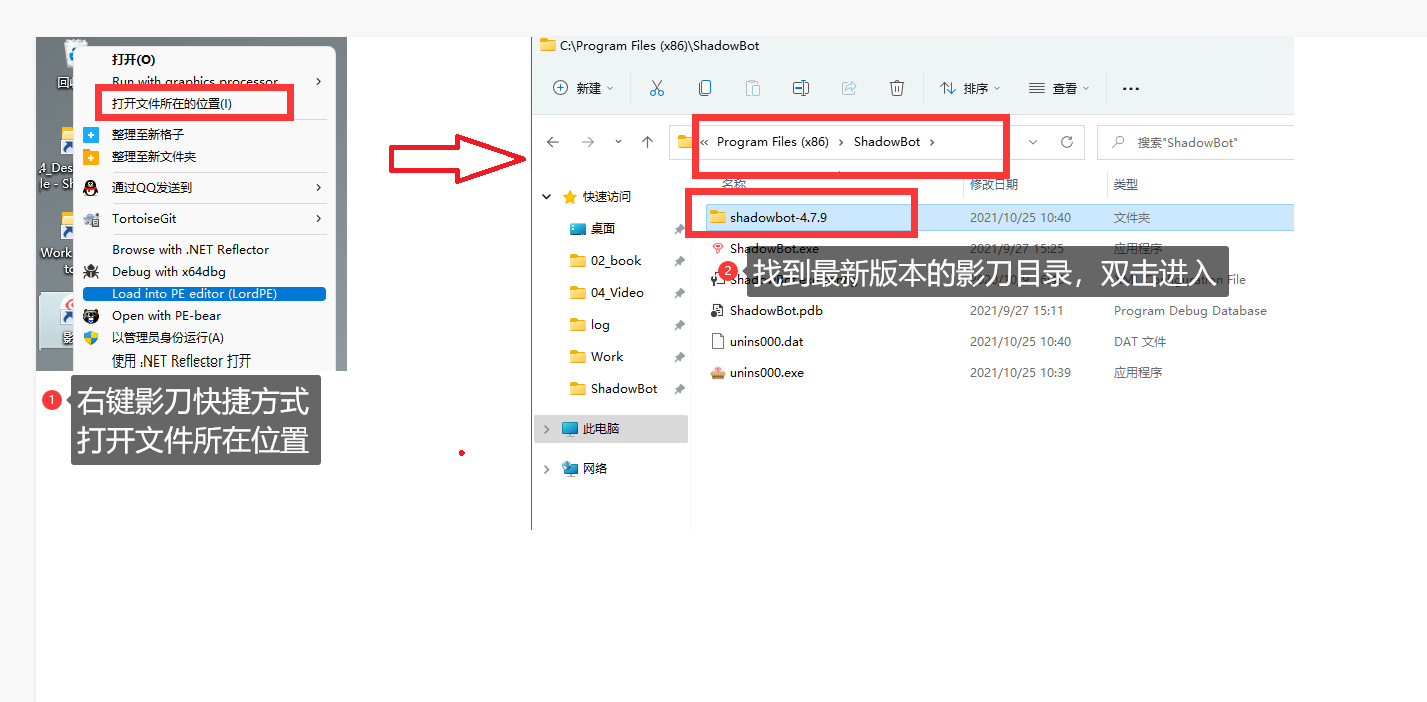 回
打开(O)
Run with graphics processor
打开文件所在的位置(I)
整理至新格子
整理至新文件夹
通过QQ发送到
TortoiseGit
Browse with .NET Reflector
Debug with x64dbg
Load into PE editor (LordPE)
Open with PE-bear
以管理员身份运行(A)
使用 .NET Reflector 打开
4_Des
le - Sh
Work
to
影
1
右键影刀快捷方式
打开文件所在位置
C:\Program Files (x86)\ShadowBot
新建
排序
查看
« Program Files (x86) › ShadowBot ›
搜索"ShadowBot"
快速访问
桌面
02_book
04_Video
log
Work
ShadowBot
此电脑
网络
名称 修改日期 类型
shadowbot-4.7.9 2021/10/25 10:40 文件夹
ShadowBot.exe 2021/9/27 15:25 应用程序
2
找到最新版本的影刀目录，双击进入
File
ShadowBot.pdb 2021/9/27 15:11 Program Debug Database
unins000.dat 2021/10/25 10:40 DAT 文件
unins000.exe 2021/10/25 10:39 应用程序